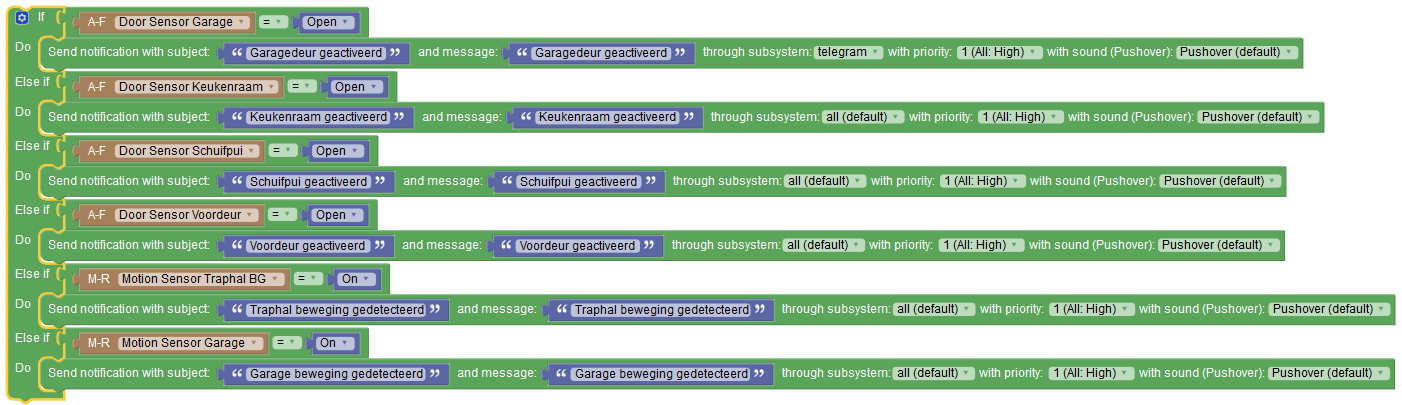 If A-F Door Sensor Garage = Open
Do Send notification with subject: “ Garagedeur geactiveerd ” and message: “ Garagedeur geactiveerd ” through subsystem: telegram with priority: 1 (All: High) with sound (Pushover): Pushover (default)
Else if A-F Door Sensor Keukenraam = Open
Do Send notification with subject: “ Keukenraam geactiveerd ” and message: “ Keukenraam geactiveerd ” through subsystem: all (default) with priority: 1 (All: High) with sound (Pushover): Pushover (default)
Else if A-F Door Sensor Schuifpui = Open
Do Send notification with subject: “ Schuifpui geactiveerd ” and message: “ Schuifpui geactiveerd ” through subsystem: all (default) with priority: 1 (All: High) with sound (Pushover): Pushover (default)
Else if A-F Door Sensor Voordeur = Open
Do Send notification with subject: “ Voordeur geactiveerd ” and message: “ Voordeur geactiveerd ” through subsystem: all (default) with priority: 1 (All: High) with sound (Pushover): Pushover (default)
Else if M-R Motion Sensor Traphal BG = On
Do Send notification with subject: “ Traphal beweging gedetecteerd ” and message: “ Traphal beweging gedetecteerd ” through subsystem: all (default) with priority: 1 (All: High) with sound (Pushover): Pushover (default)
Else if M-R Motion Sensor Garage = On
Do Send notification with subject: “ Garage beweging gedetecteerd ” and message: “ Garage beweging gedetecteerd ” through subsystem: all (default) with priority: 1 (All: High) with sound (Pushover): Pushover (default)